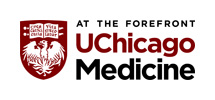 AT THE FOREFRONT
UChicago
Medicine